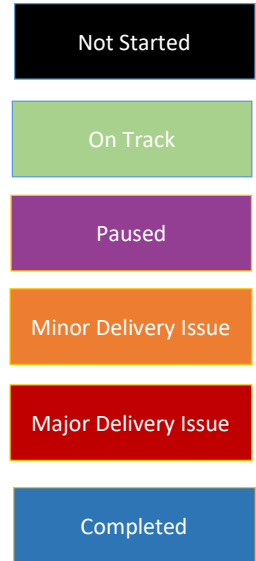 Not Started
On Track
Paused
Minor Delivery Issue
Major Delivery Issue
Completed